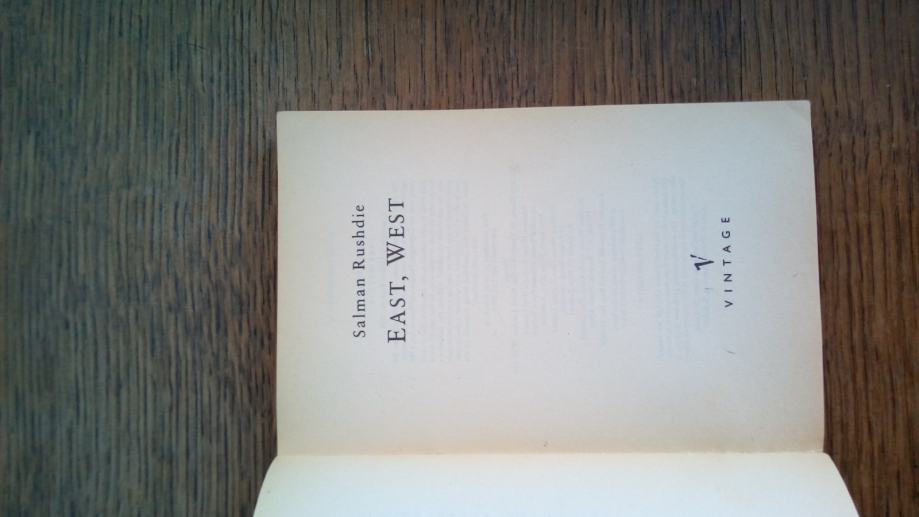 Salman Rushdie
EAST, WEST
V
VINTAGE